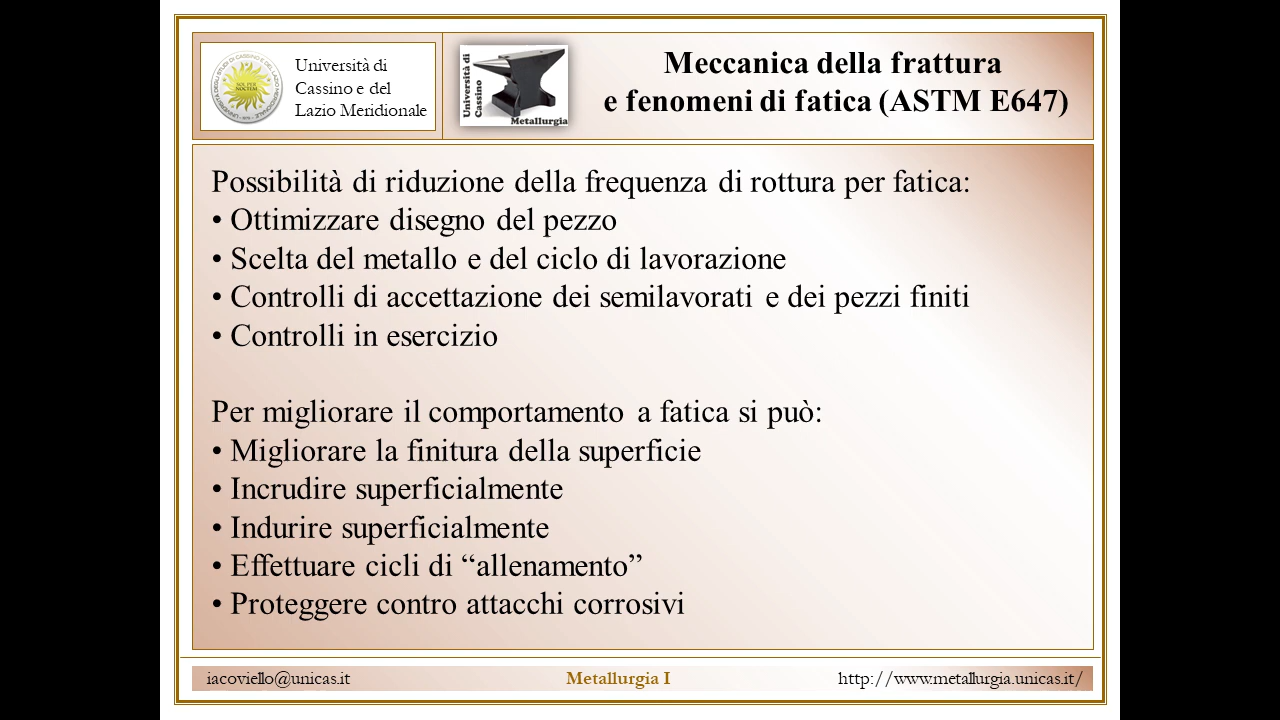 Università di
Cassino e del
Lazio Meridionale
Università di
Cassino
Metallurgia
Meccanica della frattura
e fenomeni di fatica (ASTM E647)
Possibilità di riduzione della frequenza di rottura per fatica:
• Ottimizzare disegno del pezzo
• Scelta del metallo e del ciclo di lavorazione
• Controlli di accettazione dei semilavorati e dei pezzi finiti
• Controlli in esercizio
Per migliorare il comportamento a fatica si può:
• Migliorare la finitura della superficie
• Incrudire superficialmente
• Indurire superficialmente
• Effettuare cicli di “allenamento”
• Proteggere contro attacchi corrosivi
iacoviello@unicas.it
Metallurgia I
http://www.metallurgia.unicas.it/